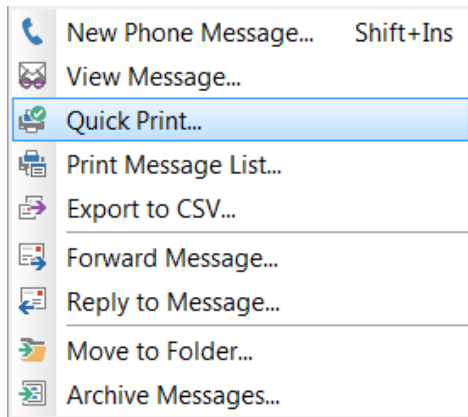 New Phone Message... Shift+Ins
View Message...
Quick Print...
Print Message List...
Export to CSV...
Forward Message...
Reply to Message...
Move to Folder...
Archive Messages...